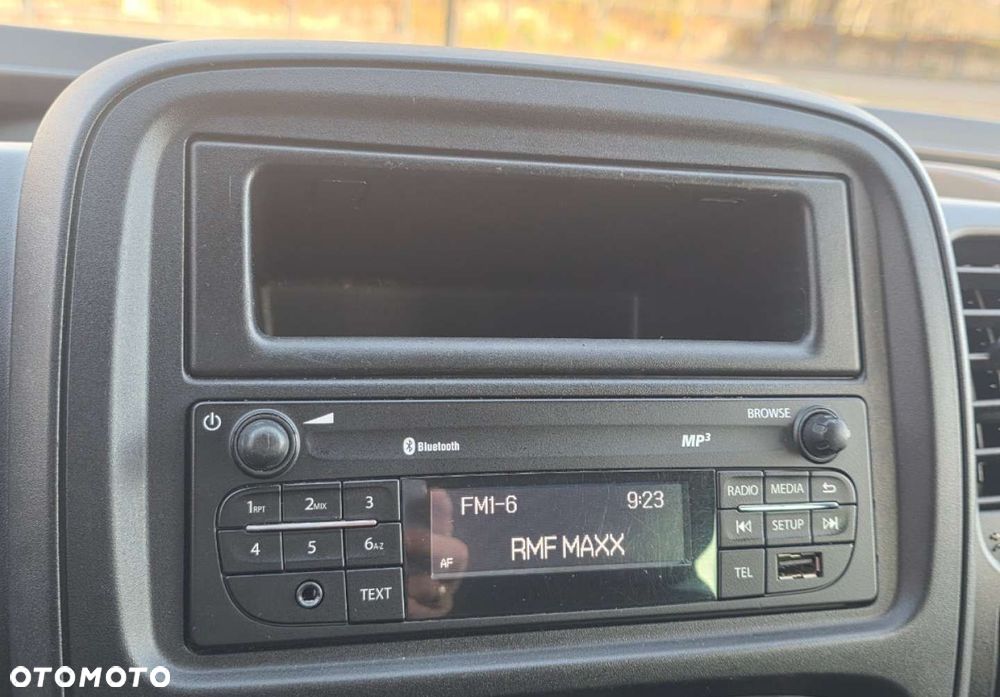 BROWSE
Bluetooth
MP3
1RPT 2MIX 3
4 5 6A-Z
TEXT
FM1-6 9:23
RMF MAXX
AF
RADIO MEDIA
SETUP
TEL
OTOMOTO